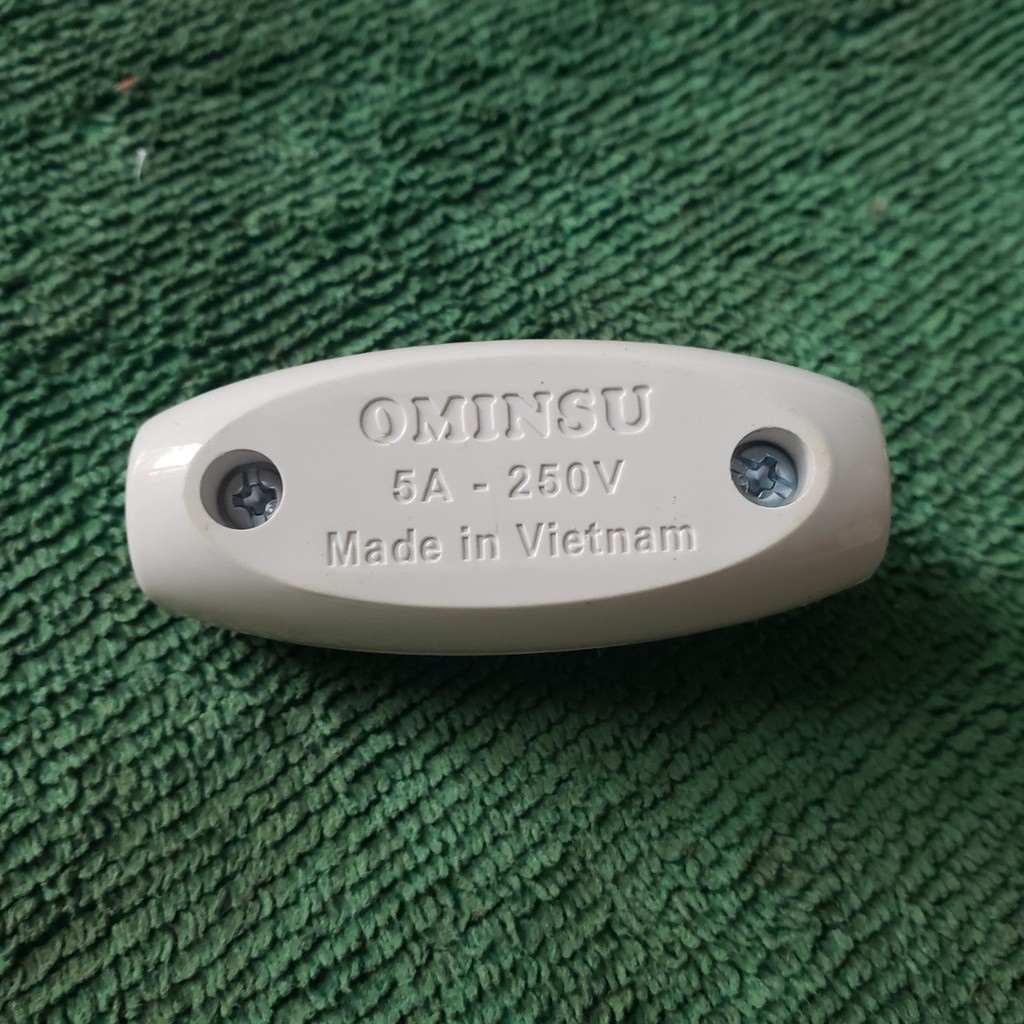 OMINSU
5A - 250V
Made in Vietnam